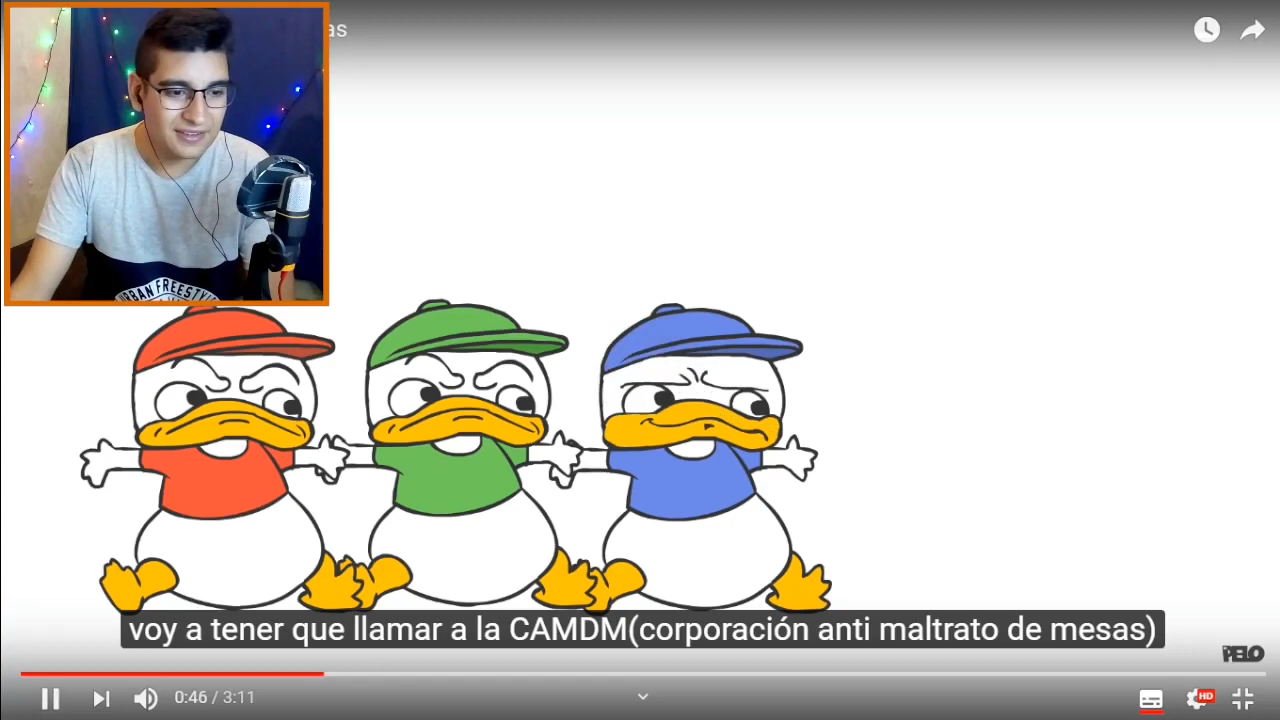 as
URBAN FREESTYLE
voy a tener que llamar a la CAMDM(corporación anti maltrato de mesas)
PELO
0:46 / 3:11
HD